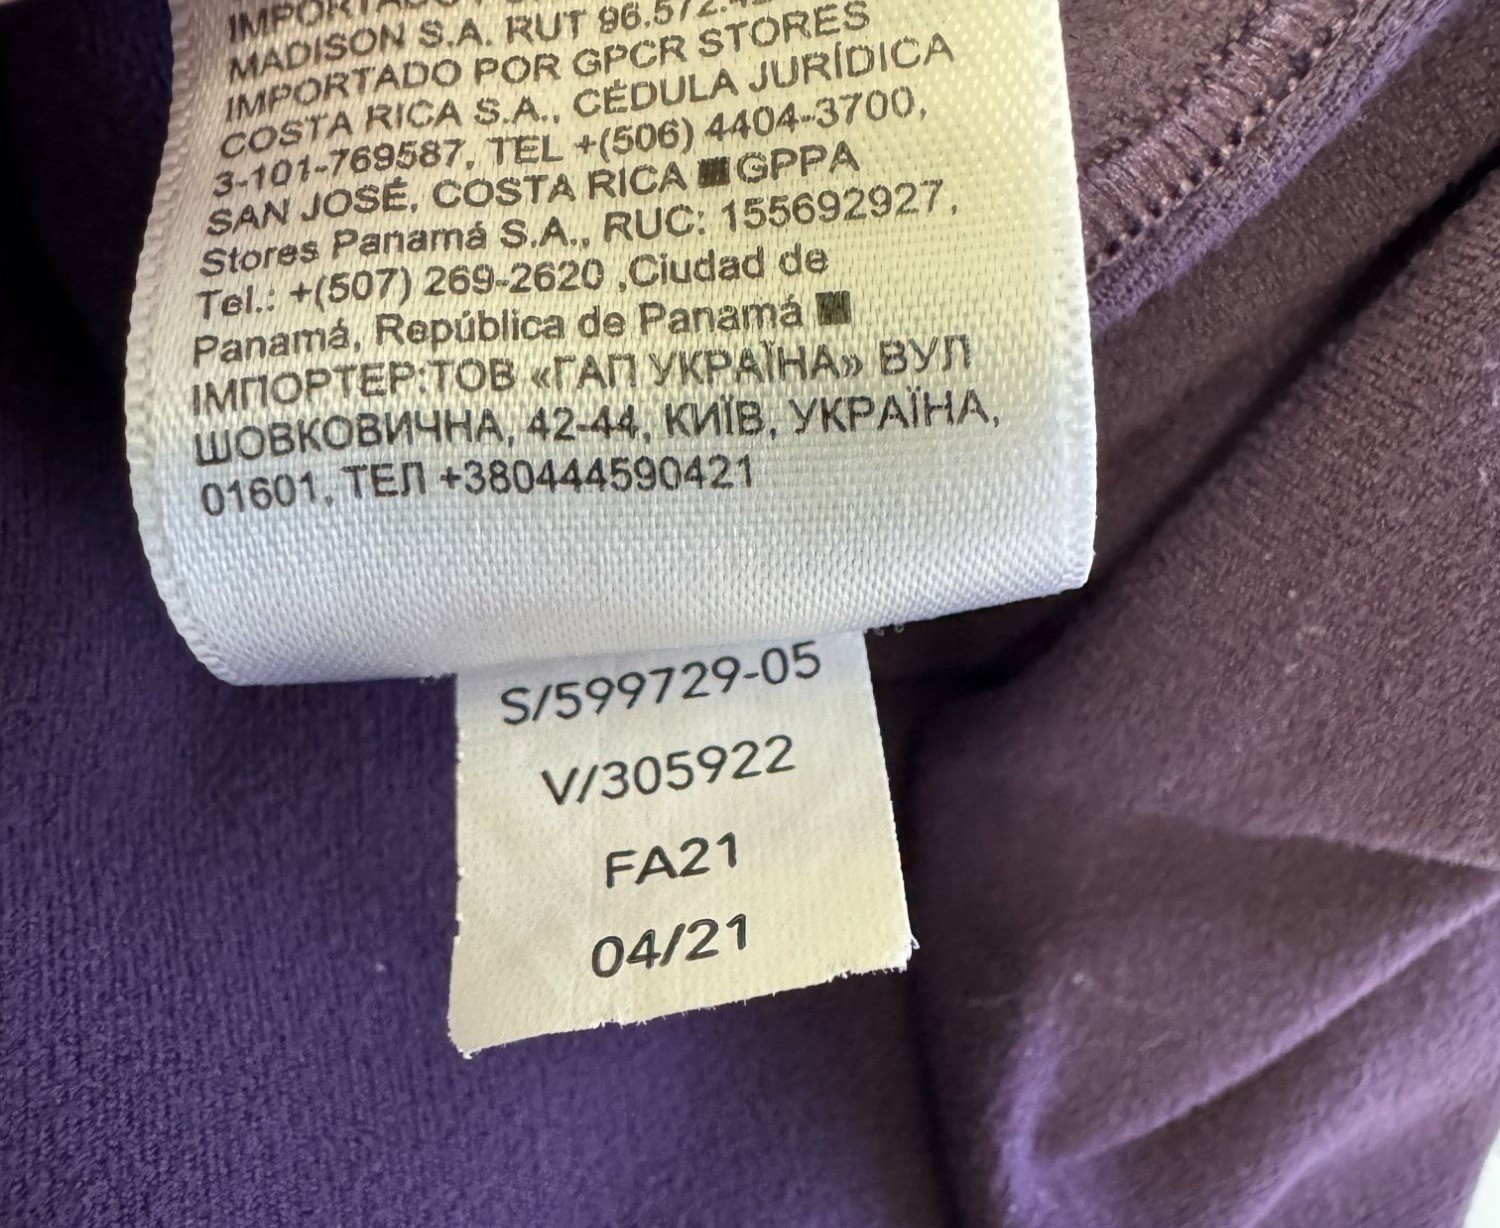 MADISON S.A. RUT 96.572.
IMPORTADO POR GPCR STORES
COSTA RICA S.A., CÉDULA JURÍDICA
3-101-769587, TEL +(506) 4404-3700,
SAN JOSÉ, COSTA RICA ■ GPPA
Stores Panamá S.A., RUC: 155692927,
Tel.: +(507) 269-2620 ,Ciudad de
Panamá, República de Panamá ■
ІМПОРТЕР:ТОВ «ГАП УКРАЇНА» ВУЛ
ШОВКОВИЧНА, 42-44, КИЇВ, УКРАЇНА,
01601, ТЕЛ +380444590421
S/599729-05
V/305922
FA21
04/21